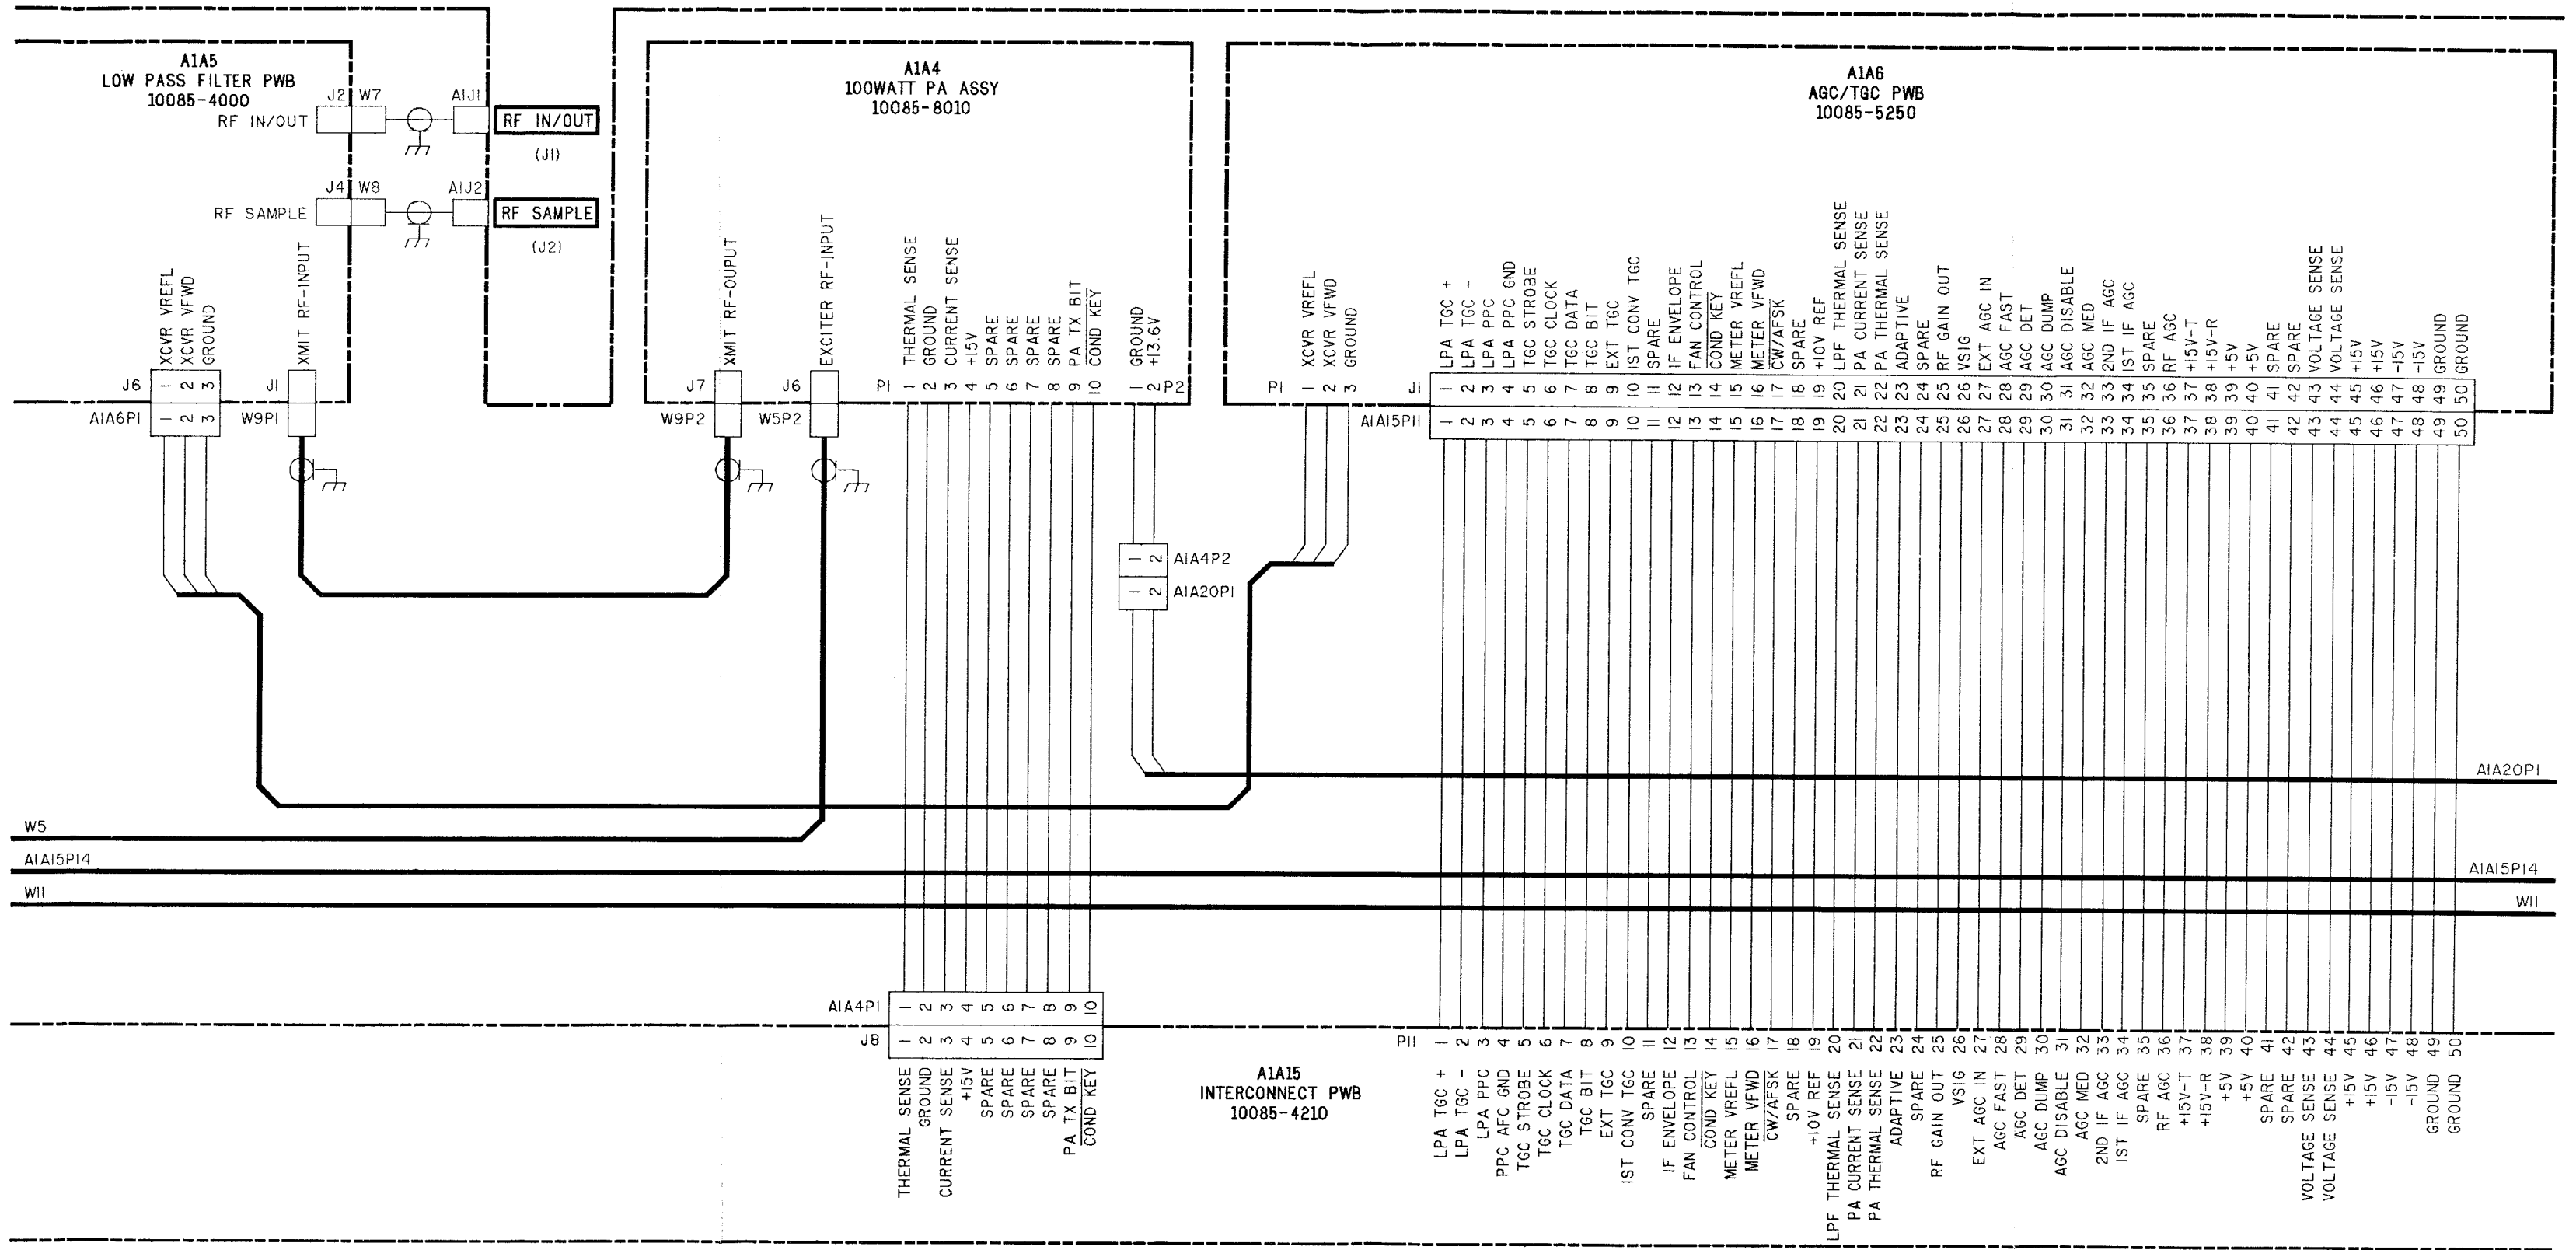 A1A5
LOW PASS FILTER PWB
10085-4000
J2 W7 A1J1
RF IN/OUT
RF IN/OUT
(J1)
J4 W8 A1J2
RF SAMPLE
RF SAMPLE
(J2)
XCVR VREFL
XCVR VFWD
GROUND
XMIT RF-INPUT
J6 1 2 3
J1
A1A6P1 1 2 3
W9P1
A1A4
100WATT PA ASSY
10085-8010
XMIT RF-OUPUT
EXCITER RF-INPUT
J7
J6
W9P2
W5P2
P1
1 THERMAL SENSE
2 GROUND
3 CURRENT SENSE
4 +15V
5 SPARE
6 SPARE
7 SPARE
8 SPARE
9 PA TX BIT
10 COND KEY
1 GROUND
2 +13.6V
P2
1 2 A1A4P2
1 2 A1A20P1
A1A6
AGC/TGC PWB
10085-5250
P1
1 XCVR VREFL
2 XCVR VFWD
3 GROUND
J1
1 LPA TGC +
2 LPA TGC -
3 LPA PPC
4 LPA PPC GND
5 TGC STROBE
6 TGC CLOCK
7 TGC DATA
8 TGC BIT
9 EXT TGC
10 1ST CONV TGC
11 SPARE
12 IF ENVELOPE
13 FAN CONTROL
14 COND KEY
15 METER VREFL
16 METER VFWD
17 CW/AFSK
18 SPARE
19 +10V REF
20 LPF THERMAL SENSE
21 PA CURRENT SENSE
22 PA THERMAL SENSE
23 ADAPTIVE
24 SPARE
25 RF GAIN OUT
26 VSIG
27 EXT AGC IN
28 AGC FAST
29 AGC DET
30 AGC DUMP
31 AGC DISABLE
32 AGC MED
33 2ND IF AGC
34 1ST IF AGC
35 SPARE
36 RF AGC
37 +15V-T
38 +15V-R
39 +5V
40 +5V
41 SPARE
42 SPARE
43 VOLTAGE SENSE
44 VOLTAGE SENSE
45 +15V
46 +15V
47 -15V
48 -15V
49 GROUND
50 GROUND
A1A15P11
1 2 3 4 5 6 7 8 9 10 11 12 13 14 15 16 17 18 19 20 21 22 23 24 25 26 27 28 29 30 31 32 33 34 35 36 37 38 39 40 41 42 43 44 45 46 47 48 49 50
A1A20P1
W5
A1A15P14
A1A15P14
W11
W11
A1A4P1 1 2 3 4 5 6 7 8 9 10
J8 1 2 3 4 5 6 7 8 9 10
THERMAL SENSE
GROUND
CURRENT SENSE
+15V
SPARE
SPARE
SPARE
SPARE
PA TX BIT
COND KEY
A1A15
INTERCONNECT PWB
10085-4210
P11
LPA TGC + 1
LPA TGC - 2
LPA PPC 3
PPC AFC GND 4
TGC STROBE 5
TGC CLOCK 6
TGC DATA 7
TGC BIT 8
EXT TGC 9
1ST CONV TGC 10
SPARE 11
IF ENVELOPE 12
FAN CONTROL 13
COND KEY 14
METER VREFL 15
METER VFWD 16
CW/AFSK 17
SPARE 18
+10V REF 19
LPF THERMAL SENSE 20
PA CURRENT SENSE 21
PA THERMAL SENSE 22
ADAPTIVE 23
SPARE 24
RF GAIN OUT 25
VSIG 26
EXT AGC IN 27
AGC FAST 28
AGC DET 29
AGC DUMP 30
AGC DISABLE 31
AGC MED 32
2ND IF AGC 33
1ST IF AGC 34
SPARE 35
RF AGC 36
+15V-T 37
+15V-R 38
+5V 39
+5V 40
SPARE 41
SPARE 42
VOLTAGE SENSE 43
VOLTAGE SENSE 44
+15V 45
+15V 46
-15V 47
-15V 48
GROUND 49
GROUND 50